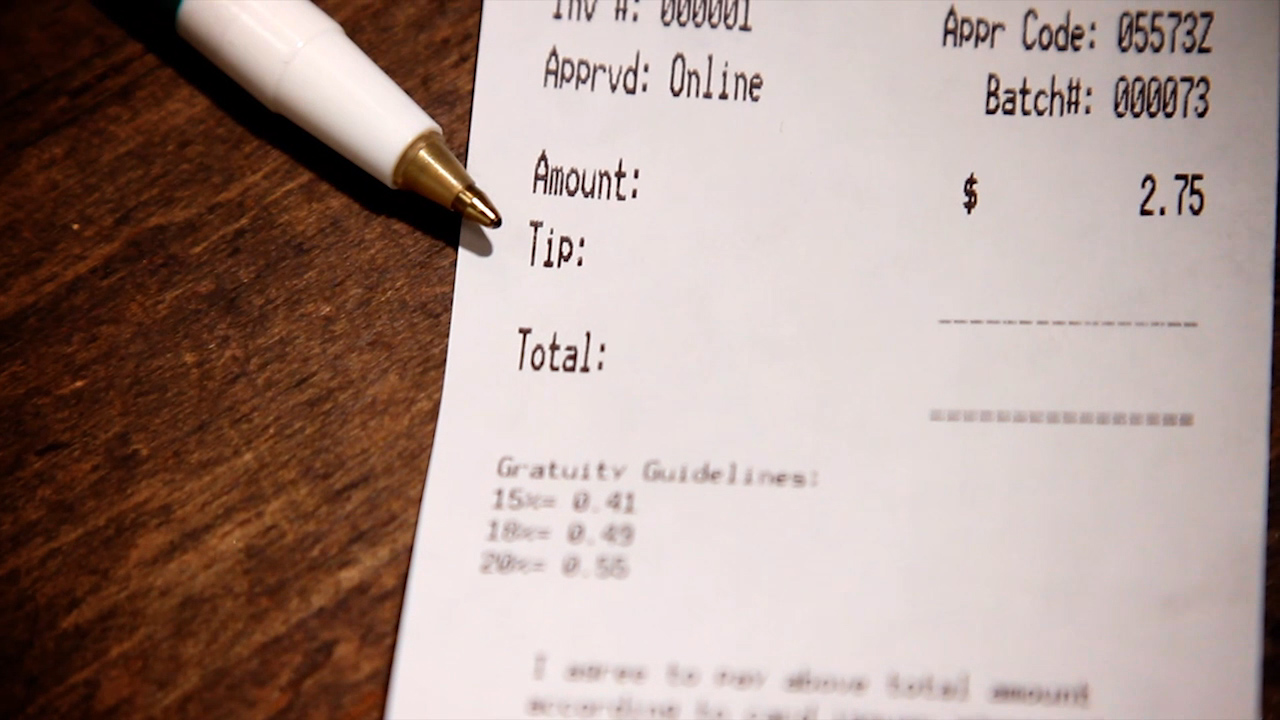 Inv #: 000001 Appr Code: 05573Z
Apprvd: Online Batch#: 000073
Amount: $ 2.75
Tip:
Total:
Gratuity Guidelines:
15%= 0.41
18%= 0.49
20%= 0.55
I agree to pay above total amount
according to card